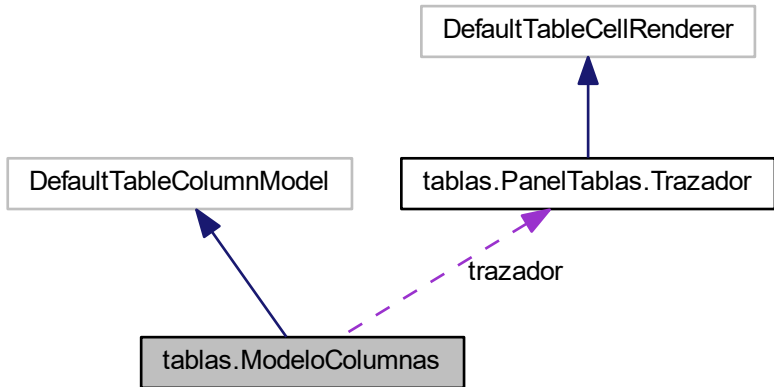 DefaultTableCellRenderer
DefaultTableColumnModel
tablas.PanelTablas.Trazador
trazador
tablas.ModeloColumnas